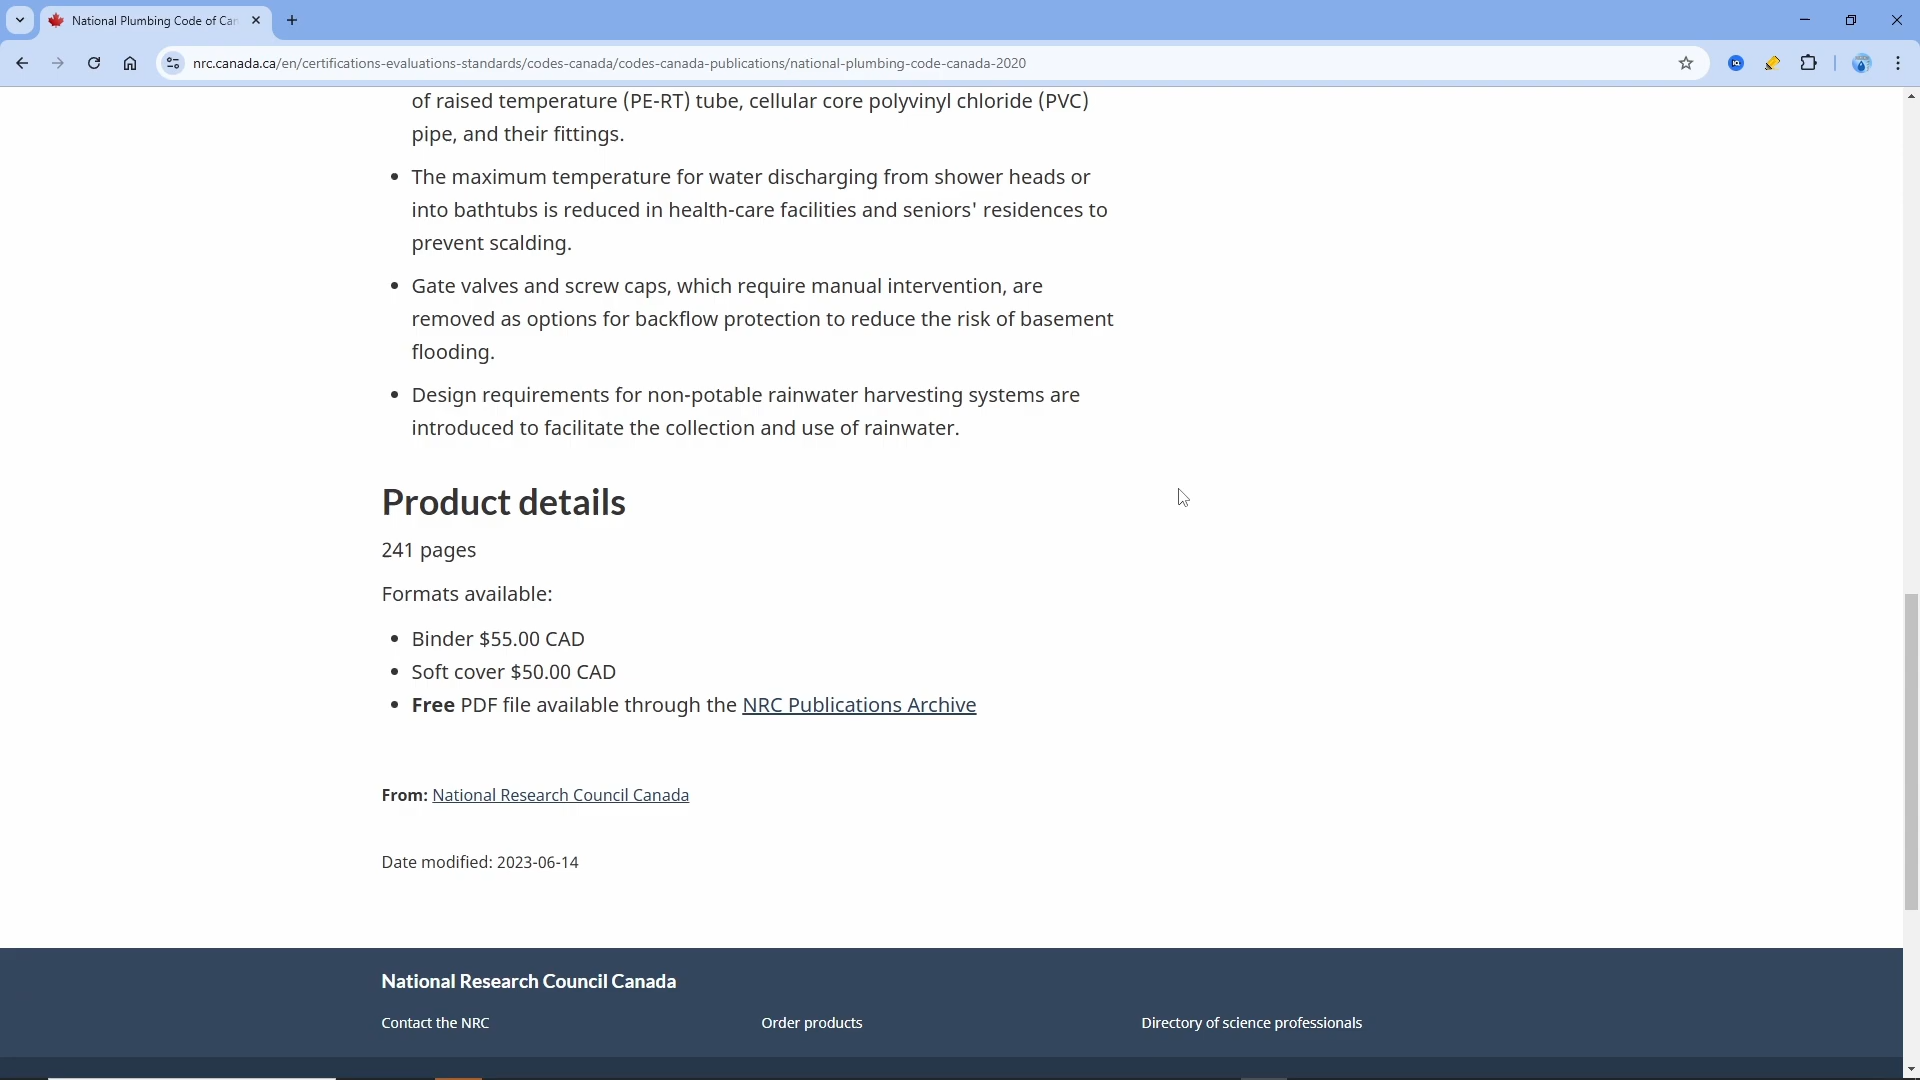 National Plumbing Code of Can
nrc.canada.ca/en/certifications-evaluations-standards/codes-canada/codes-canada-publications/national-plumbing-code-canada-2020
of raised temperature (PE-RT) tube, cellular core polyvinyl chloride (PVC)
pipe, and their fittings.
• The maximum temperature for water discharging from shower heads or
into bathtubs is reduced in health-care facilities and seniors' residences to
prevent scalding.
• Gate valves and screw caps, which require manual intervention, are
removed as options for backflow protection to reduce the risk of basement
flooding.
• Design requirements for non-potable rainwater harvesting systems are
introduced to facilitate the collection and use of rainwater.
Product details
241 pages
Formats available:
• Binder $55.00 CAD
• Soft cover $50.00 CAD
• Free PDF file available through the NRC Publications Archive
From: National Research Council Canada
Date modified: 2023-06-14
National Research Council Canada
Contact the NRC
Order products
Directory of science professionals